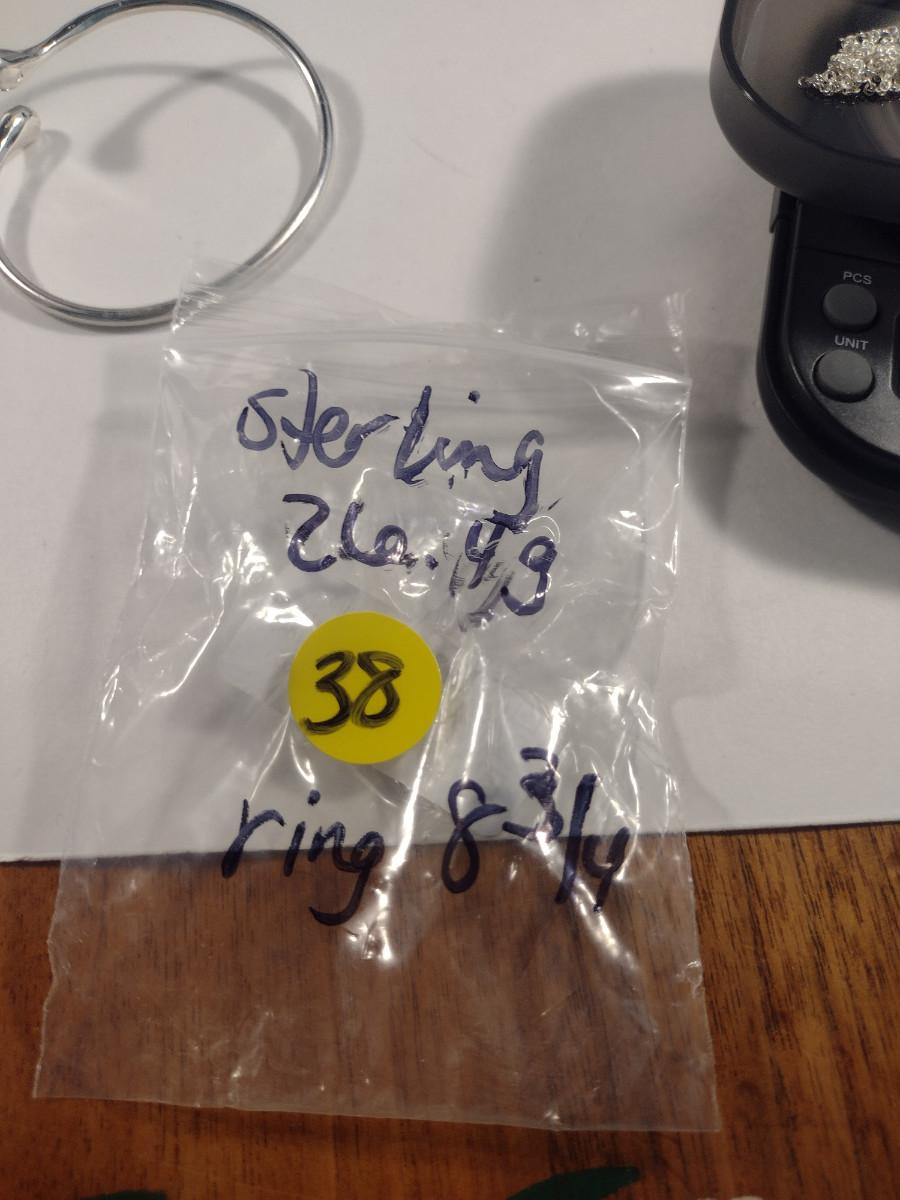 PCS
UNIT
sterling
26.4g
38
ring 8 3/4